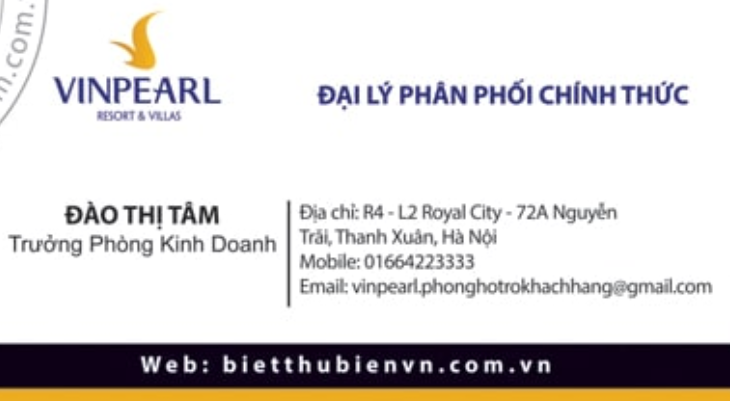 VINPEARL
RESORT & VILLAS
ĐẠI LÝ PHÂN PHỐI CHÍNH THỨC
ĐÀO THỊ TÂM
Trưởng Phòng Kinh Doanh
Địa chỉ: R4 - L2 Royal City - 72A Nguyễn
Trãi, Thanh Xuân, Hà Nội
Mobile: 01664223333
Email: vinpearl.phonghotrokhachhang@gmail.com
Web: bietthubienvn.com.vn